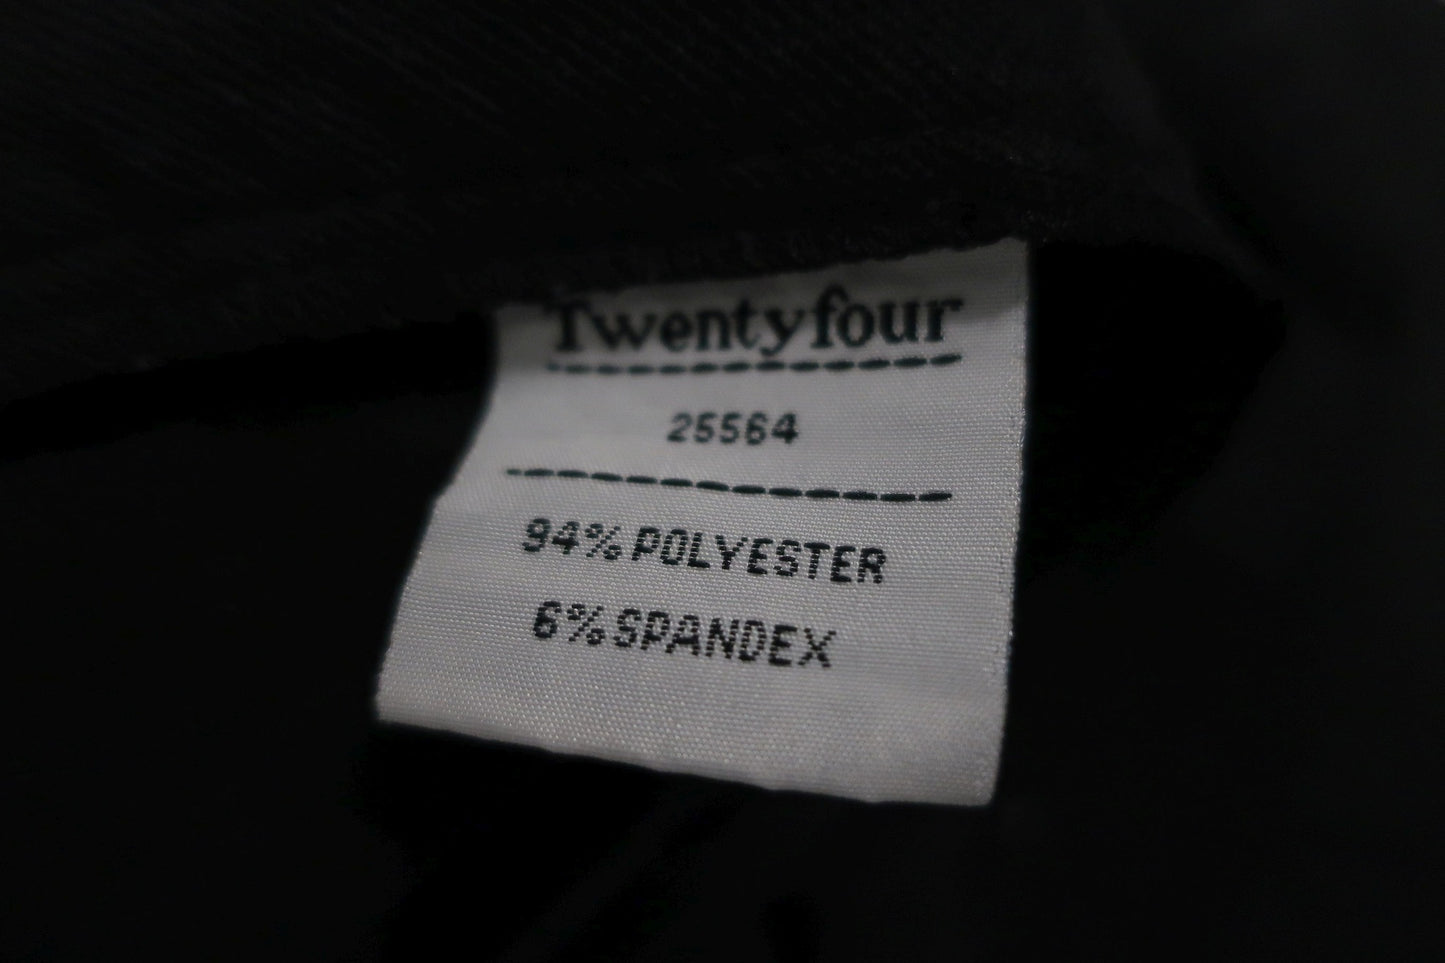 Twentyfour
25564
94% POLYESTER
6% SPANDEX